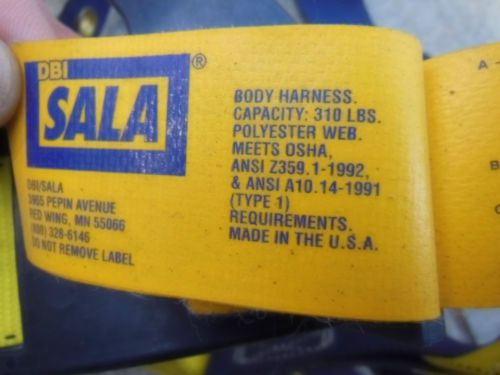 DBI
SALA®
DBI/SALA
3965 PEPIN AVENUE
RED WING, MN 55066
(800) 328-6146
DO NOT REMOVE LABEL
BODY HARNESS.
CAPACITY: 310 LBS.
POLYESTER WEB.
MEETS OSHA,
ANSI Z359.1-1992,
& ANSI A10.14-1991
(TYPE 1)
REQUIREMENTS.
MADE IN THE U.S.A.
A -
B